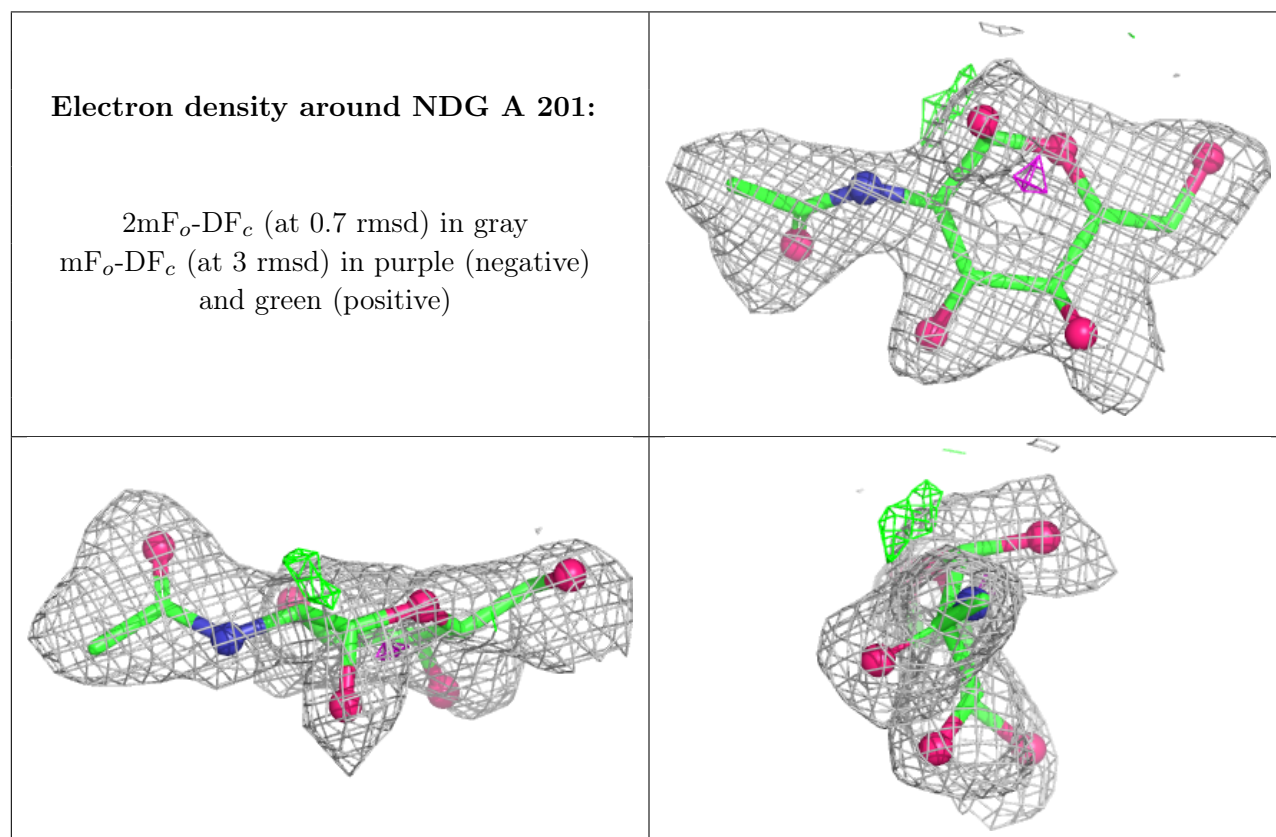 Electron density around NDG A 201:
2mFo-DFc (at 0.7 rmsd) in gray
mFo-DFc (at 3 rmsd) in purple (negative)
and green (positive)